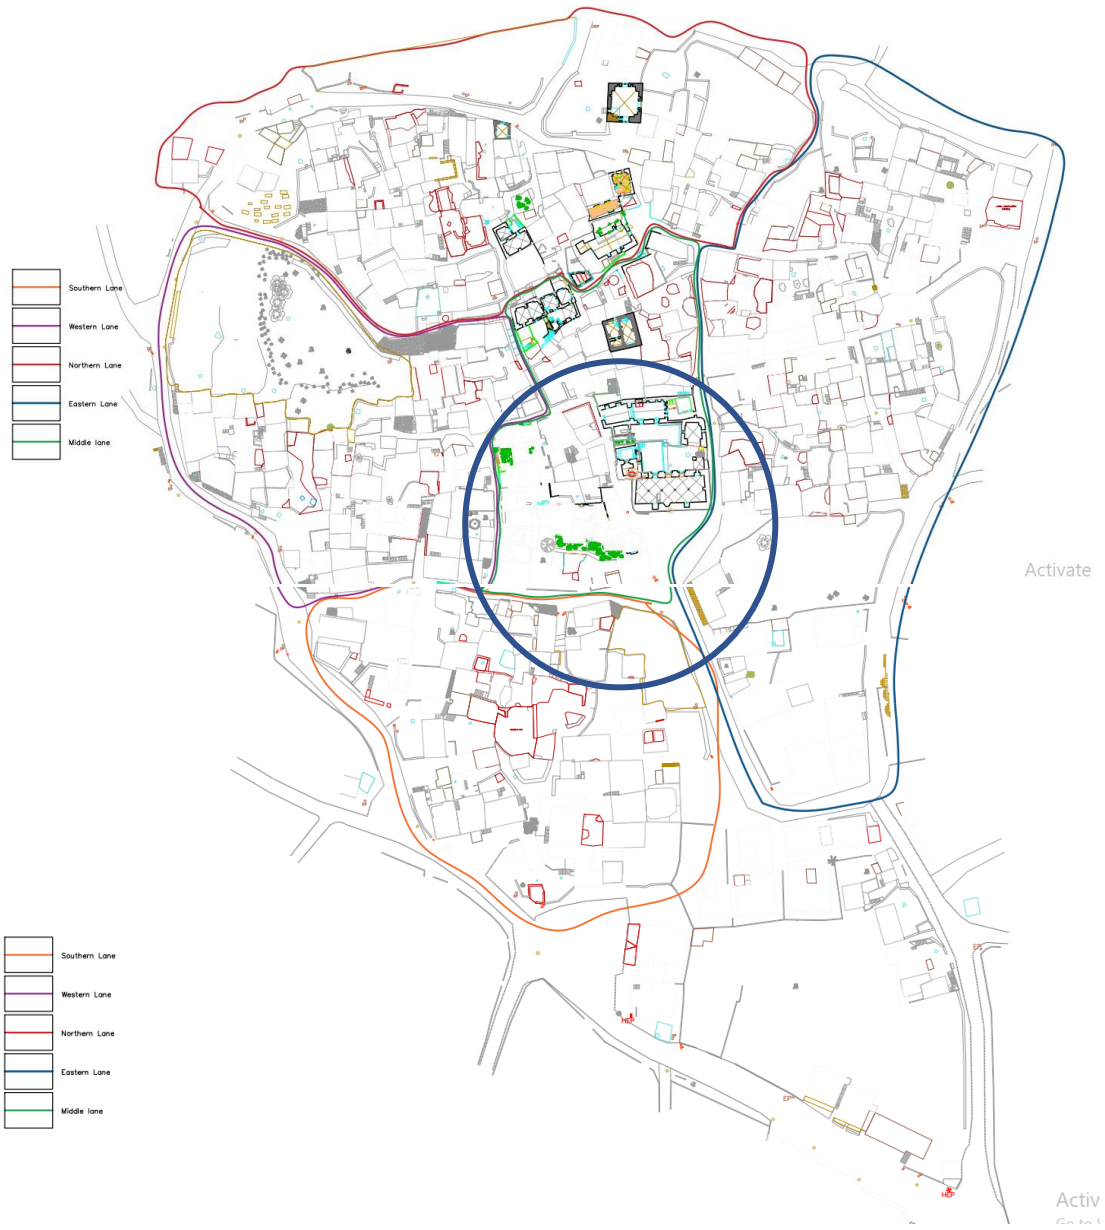 Southern Lane
Western Lane
Northern Lane
Eastern Lane
Middle lane
Activate
Southern Lane
Western Lane
Northern Lane
Eastern Lane
Middle lane
EP
HEP
EP
HEP
Activ